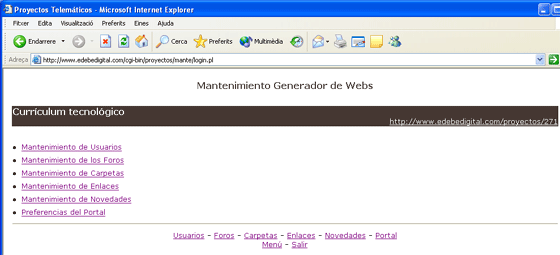 Proyectos Telemáticos - Microsoft Internet Explorer
Fitxer Edita Visualització Preferits Eines Ajuda
Endarrere Cerca Preferits Multimèdia
Adreça http://www.edebedigital.com/cgi-bin/proyectos/mante/login.pl
Mantenimiento Generador de Webs
Currículum tecnológico
http://www.edebedigital.com/proyectos/271
Mantenimiento de Usuarios
Mantenimiento de los Foros
Mantenimiento de Carpetas
Mantenimiento de Enlaces
Mantenimiento de Novedades
Preferencias del Portal
Usuarios - Foros - Carpetas - Enlaces - Novedades - Portal
Menú - Salir